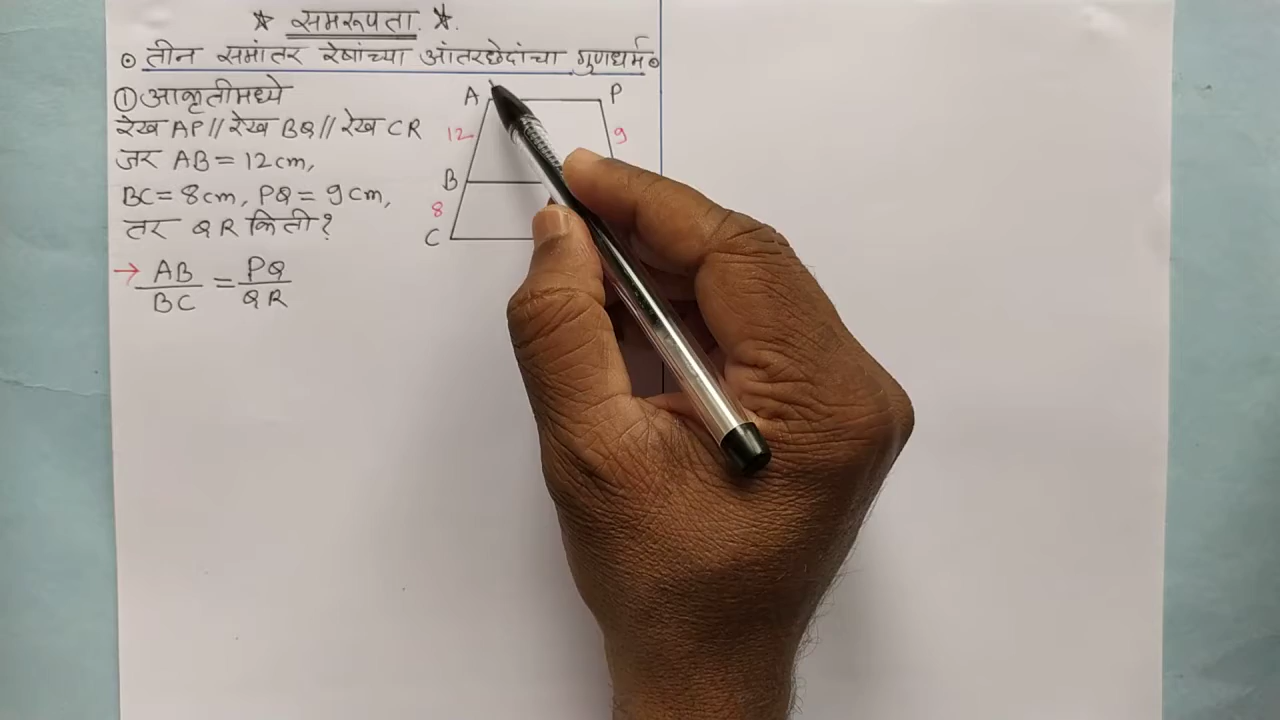 ★ समरूपता. ★.
⊙ तीन समांतर रेषांच्या आंतरछेदांचा गुणधर्म ⊙
① आकृतीमध्ये
रेख AP // रेख BQ // रेख CR
जर AB = 12 cm,
BC = 8 cm, PQ = 9 cm,
तर QR किती?
→ AB/BC = PQ/QR
A P
12 9
B
8
C